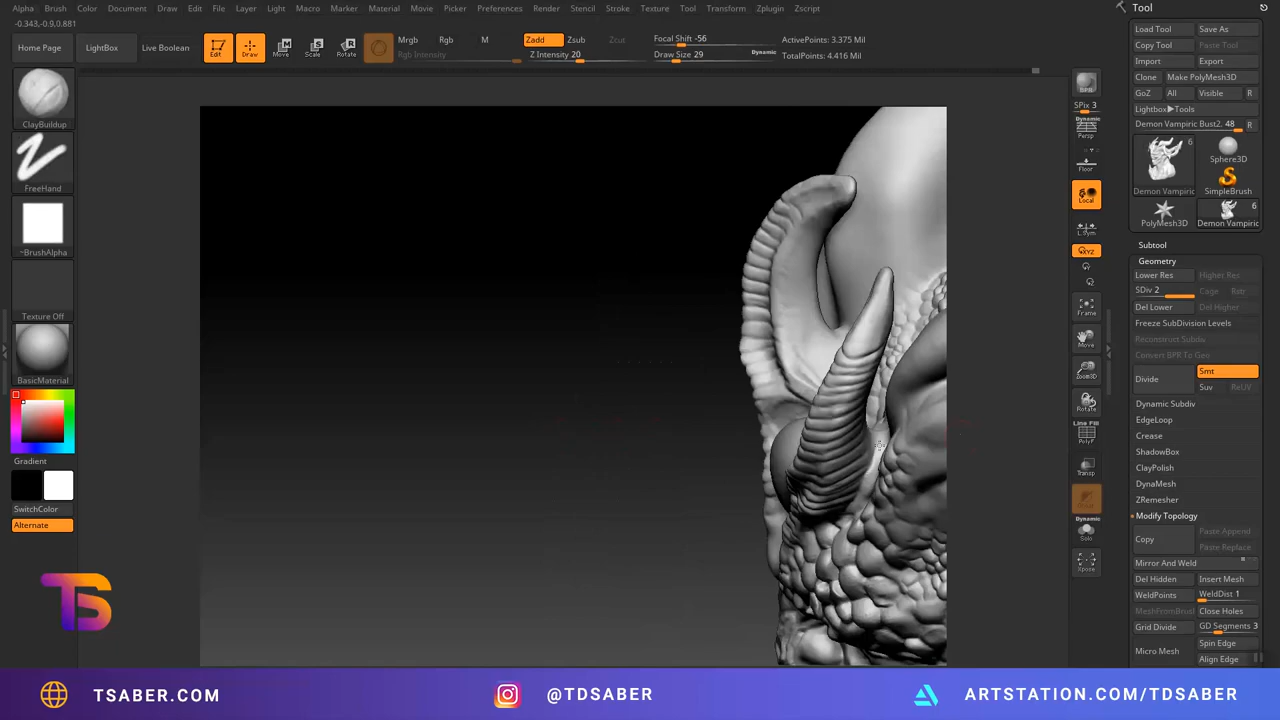 Alpha Brush Color Document Draw Edit File Layer Light Macro Marker Material Movie Picker Preferences Render Stencil Stroke Texture Tool Transform Zplugin Zscript
-0.343,-0.9,0.881
Home Page LightBox Live Boolean Edit Draw Move Scale Rotate Mrgb Rgb M Zadd Zsub Zcut Focal Shift -56 ActivePoints: 3.375 Mil
Rgb Intensity Z Intensity 20 Draw Size 29 Dynamic TotalPoints: 4.416 Mil
ClayBuildup
FreeHand
~BrushAlpha
Texture Off
BasicMaterial
Gradient
SwitchColor
Alternate
TS
BPR
SPix 3
Dynamic
Persp
Floor
Local
L.Sym
XYZ
Frame
Move
Zoom3D
Rotate
Line Fill
PolyF
Transp
Dynamic
Solo
Xpose
Tool
Load Tool Save As
Copy Tool Paste Tool
Import Export
Clone Make PolyMesh3D
GoZ All Visible R
Lightbox▶Tools
Demon Vampiric Bust2. 48 R
6
Sphere3D
Demon Vampiric SimpleBrush
6
PolyMesh3D Demon Vampiric
Subtool
Geometry
Lower Res Higher Res
SDiv 2 Cage Rstr
Del Lower Del Higher
Freeze SubDivision Levels
Reconstruct Subdiv
Convert BPR To Geo
Divide Smt
Suv ReUV
Dynamic Subdiv
EdgeLoop
Crease
ShadowBox
ClayPolish
DynaMesh
ZRemesher
Modify Topology
Copy Paste Append
Paste Replace
Mirror And Weld
Del Hidden Insert Mesh
WeldPoints WeldDist 1
MeshFromBrush Close Holes
Grid Divide GD Segments 3
Micro Mesh Spin Edge
Align Edge
TSABER.COM @TDSABER ARTSTATION.COM/TDSABER